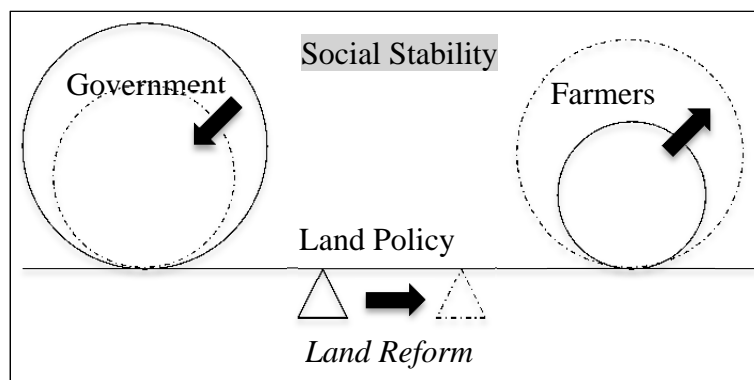 Social Stability
Government
Farmers
Land Policy
Land Reform